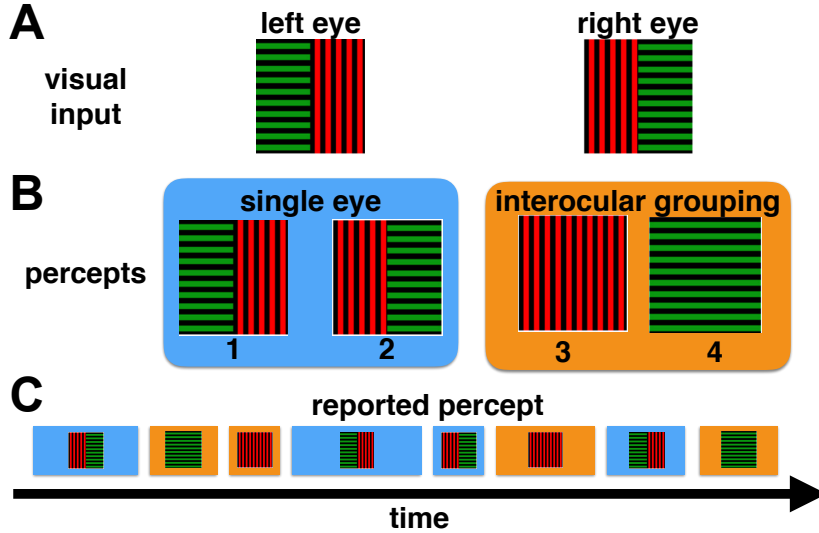 A
left eye
right eye
visual
input
B
single eye
interocular grouping
percepts
1
2
3
4
C
reported percept
time